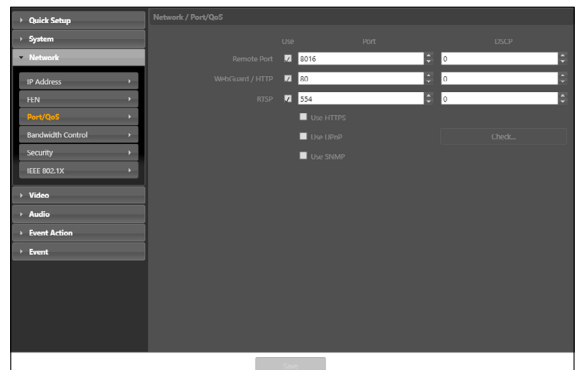 Quick Setup
System
Network
IP Address
FEN
Port/QoS
Bandwidth Control
Security
IEEE 802.1X
Video
Audio
Event Action
Event
Network / Port/QoS
Use Port DSCP
Remote Port 8016 0
WebGuard / HTTP 80 0
RTSP 554 0
Use HTTPS
Use UPnP Check...
Use SNMP
Save